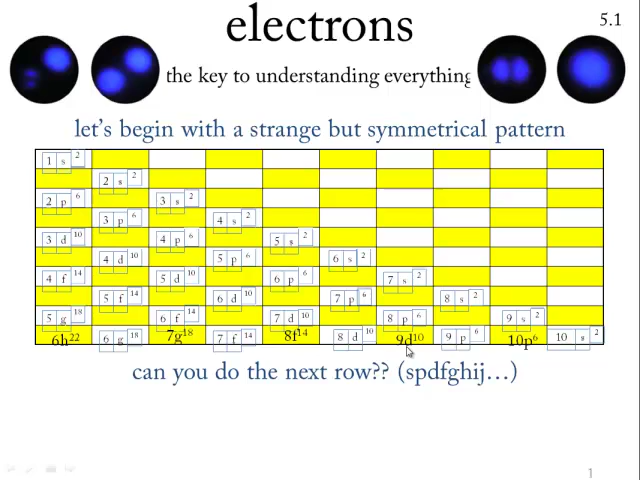 electrons
5.1
the key to understanding everything
let's begin with a strange but symmetrical pattern
1 s 2
2 s 2
2 p 6 3 s 2
3 p 6 4 s 2
3 d 10 4 p 6 5 s 2
4 d 10 5 p 6 6 s 2
4 f 14 5 d 10 6 p 6 7 s 2
5 f 14 6 d 10 7 p 6 8 s 2
5 g 18 6 f 14 7 d 10 8 p 6 9 s 2
6h22 6 g 18 7g18 7 f 14 8f14 8 d 10 9d10 9 p 6 10p6 10 s 2
can you do the next row?? (spdfghij...)
1